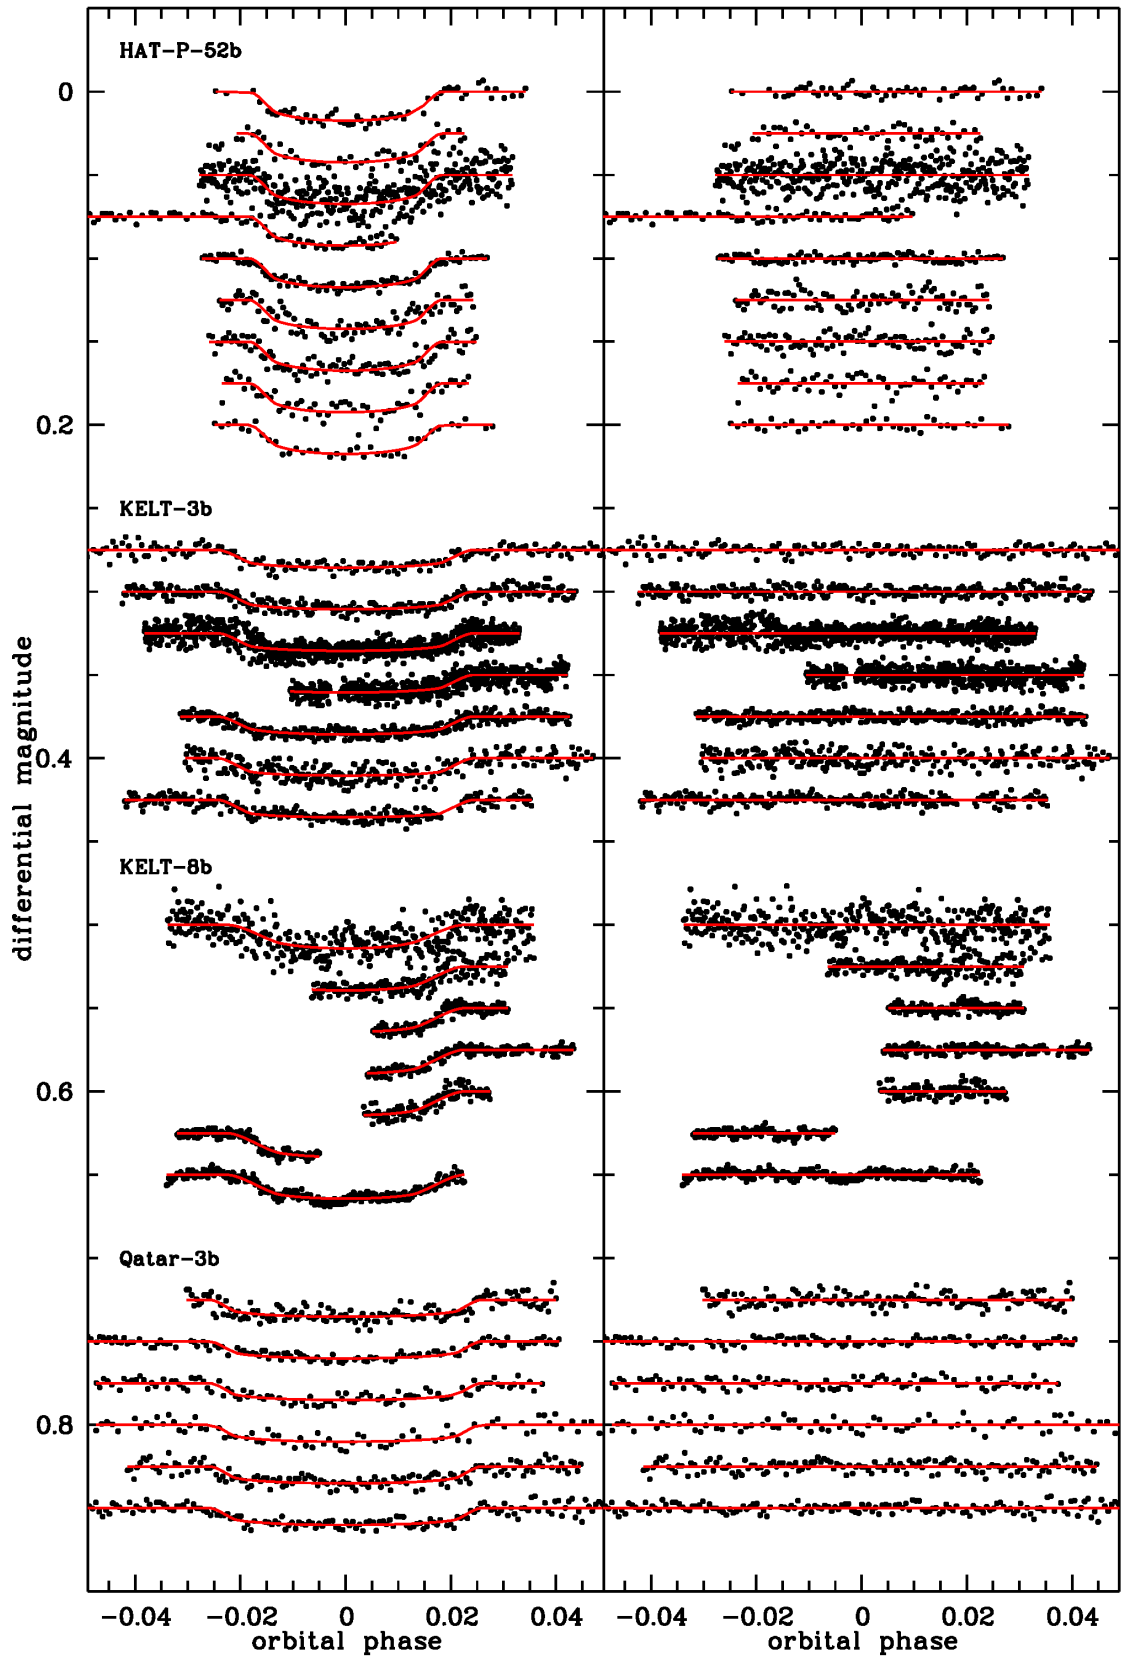 HAT-P-52b
0
0.2
KELT-3b
differential magnitude
0.4
KELT-8b
0.6
Qatar-3b
0.8
-0.04 -0.02 0 0.02 0.04 -0.04 -0.02 0 0.02 0.04
orbital phase orbital phase